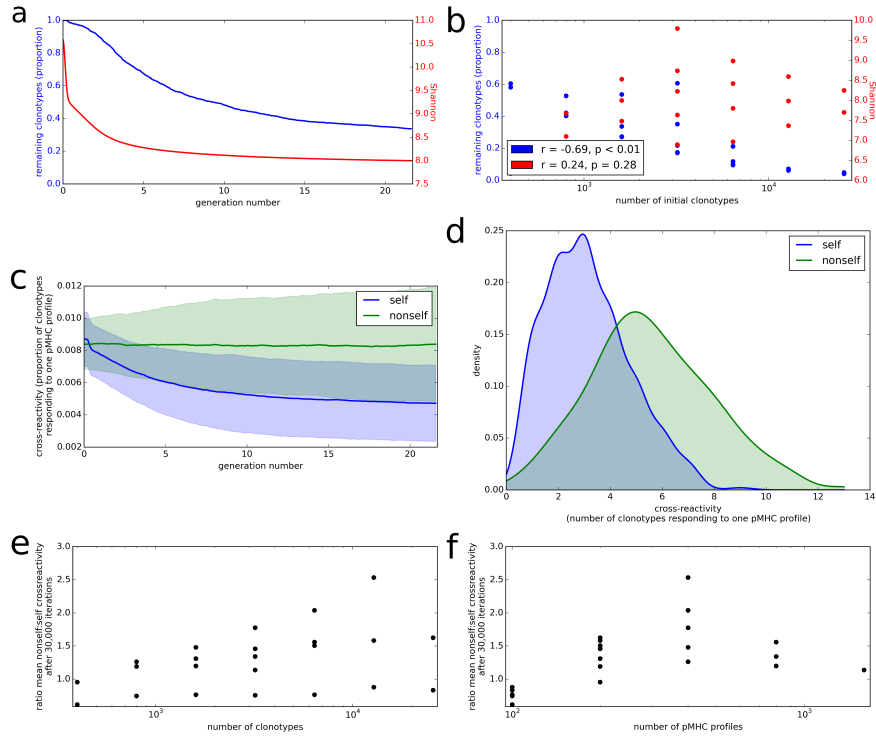 a
1.0
0.8
0.6
0.4
0.2
0.0
remaining clonotypes (proportion)
0
5
10
15
20
generation number
11.0
10.5
10.0
9.5
9.0
8.5
8.0
7.5
Shannon
b
1.0
0.8
0.6
0.4
0.2
0.0
remaining clonotypes (proportion)
r = -0.69, p < 0.01
r = 0.24, p = 0.28
10³
10⁴
number of initial clonotypes
10.0
9.5
9.0
8.5
8.0
7.5
7.0
6.5
6.0
Shannon
c
0.012
0.010
0.008
0.006
0.004
0.002
cross-reactivity (proportion of clonotypes
responding to one pMHC profile)
self
nonself
0
5
10
15
20
generation number
d
0.25
0.20
0.15
0.10
0.05
0.00
density
self
nonself
0
2
4
6
8
10
12
14
cross-reactivity
(number of clonotypes responding to one pMHC profile)
e
3.0
2.5
2.0
1.5
1.0
ratio mean nonself:self crossreactivity
after 30,000 iterations
10³
10⁴
number of clonotypes
f
3.0
2.5
2.0
1.5
1.0
ratio mean nonself:self crossreactivity
after 30,000 iterations
10²
10³
number of pMHC profiles